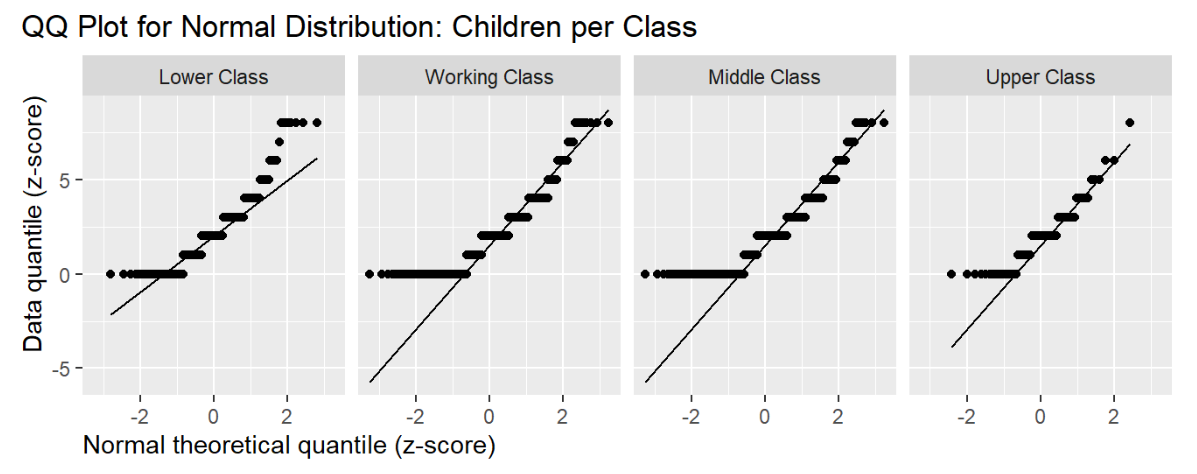 QQ Plot for Normal Distribution: Children per Class
Lower Class Working Class Middle Class Upper Class
Data quantile (z-score)
5
0
-5
-2 0 2 -2 0 2 -2 0 2 -2 0 2
Normal theoretical quantile (z-score)